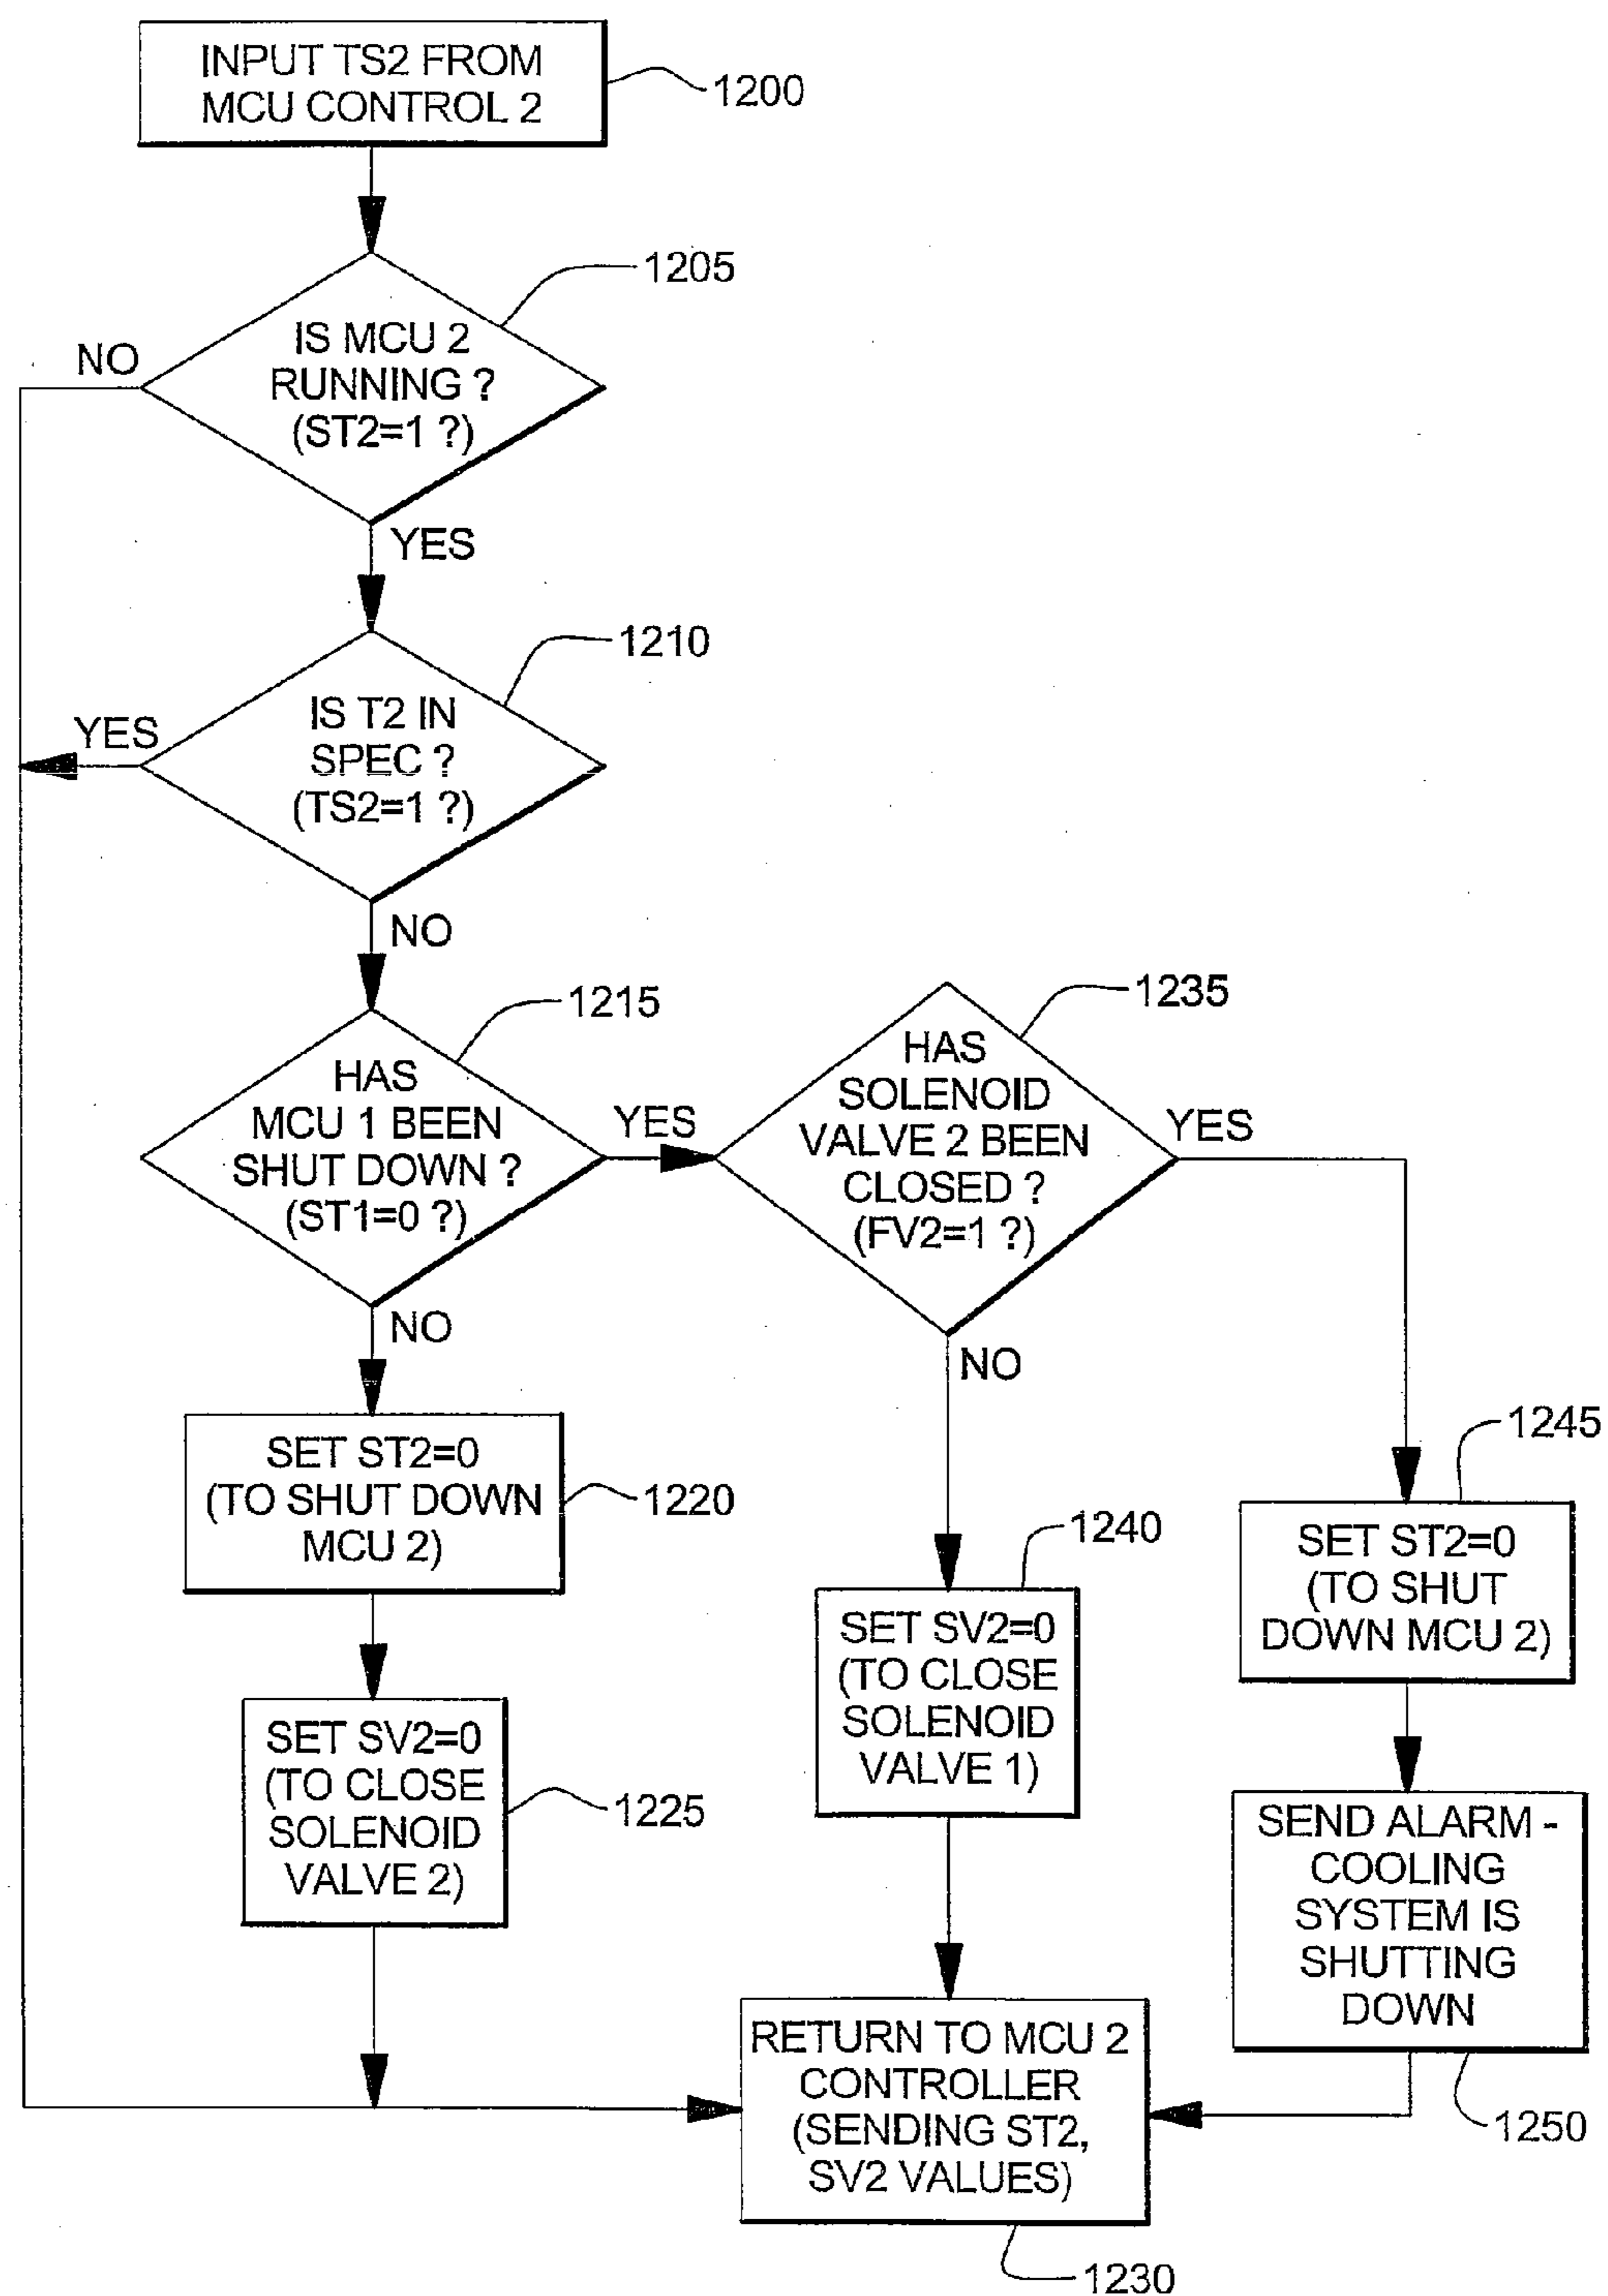 INPUT TS2 FROM
MCU CONTROL 2
1200
1205
IS MCU 2
RUNNING ?
(ST2=1 ?)
NO
YES
1210
IS T2 IN
SPEC ?
(TS2=1 ?)
YES
NO
1215
HAS
MCU 1 BEEN
SHUT DOWN ?
(ST1=0 ?)
YES
NO
1235
HAS
SOLENOID
VALVE 2 BEEN
CLOSED ?
(FV2=1 ?)
YES
NO
SET ST2=0
(TO SHUT DOWN
MCU 2)
1220
SET SV2=0
(TO CLOSE
SOLENOID
VALVE 2)
1225
1240
SET SV2=0
(TO CLOSE
SOLENOID
VALVE 1)
1245
SET ST2=0
(TO SHUT
DOWN MCU 2)
SEND ALARM -
COOLING
SYSTEM IS
SHUTTING
DOWN
1250
RETURN TO MCU 2
CONTROLLER
(SENDING ST2,
SV2 VALUES)
1230